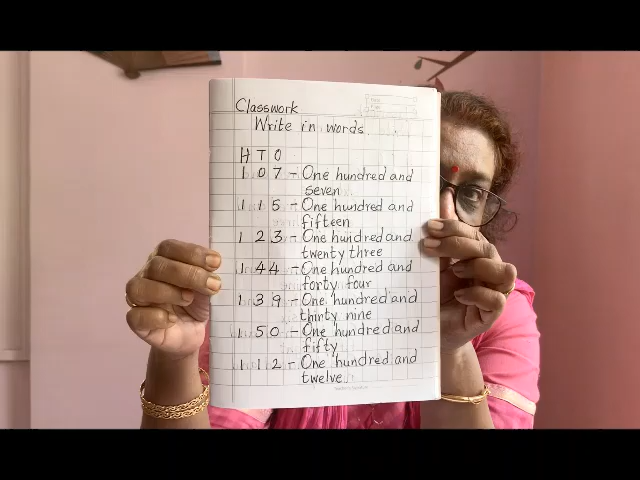 Classwork
Write in words.
H T O
1 0 7 - One hundred and
seven
1 1 5 - One hundred and
fifteen
1 2 3 - One hundred and
twenty three
1 4 4 - One hundred and
forty four
1 3 9 - One hundred and
thirty nine
1 5 0 - One hundred and
fifty
1 1 2 - One hundred and
twelve